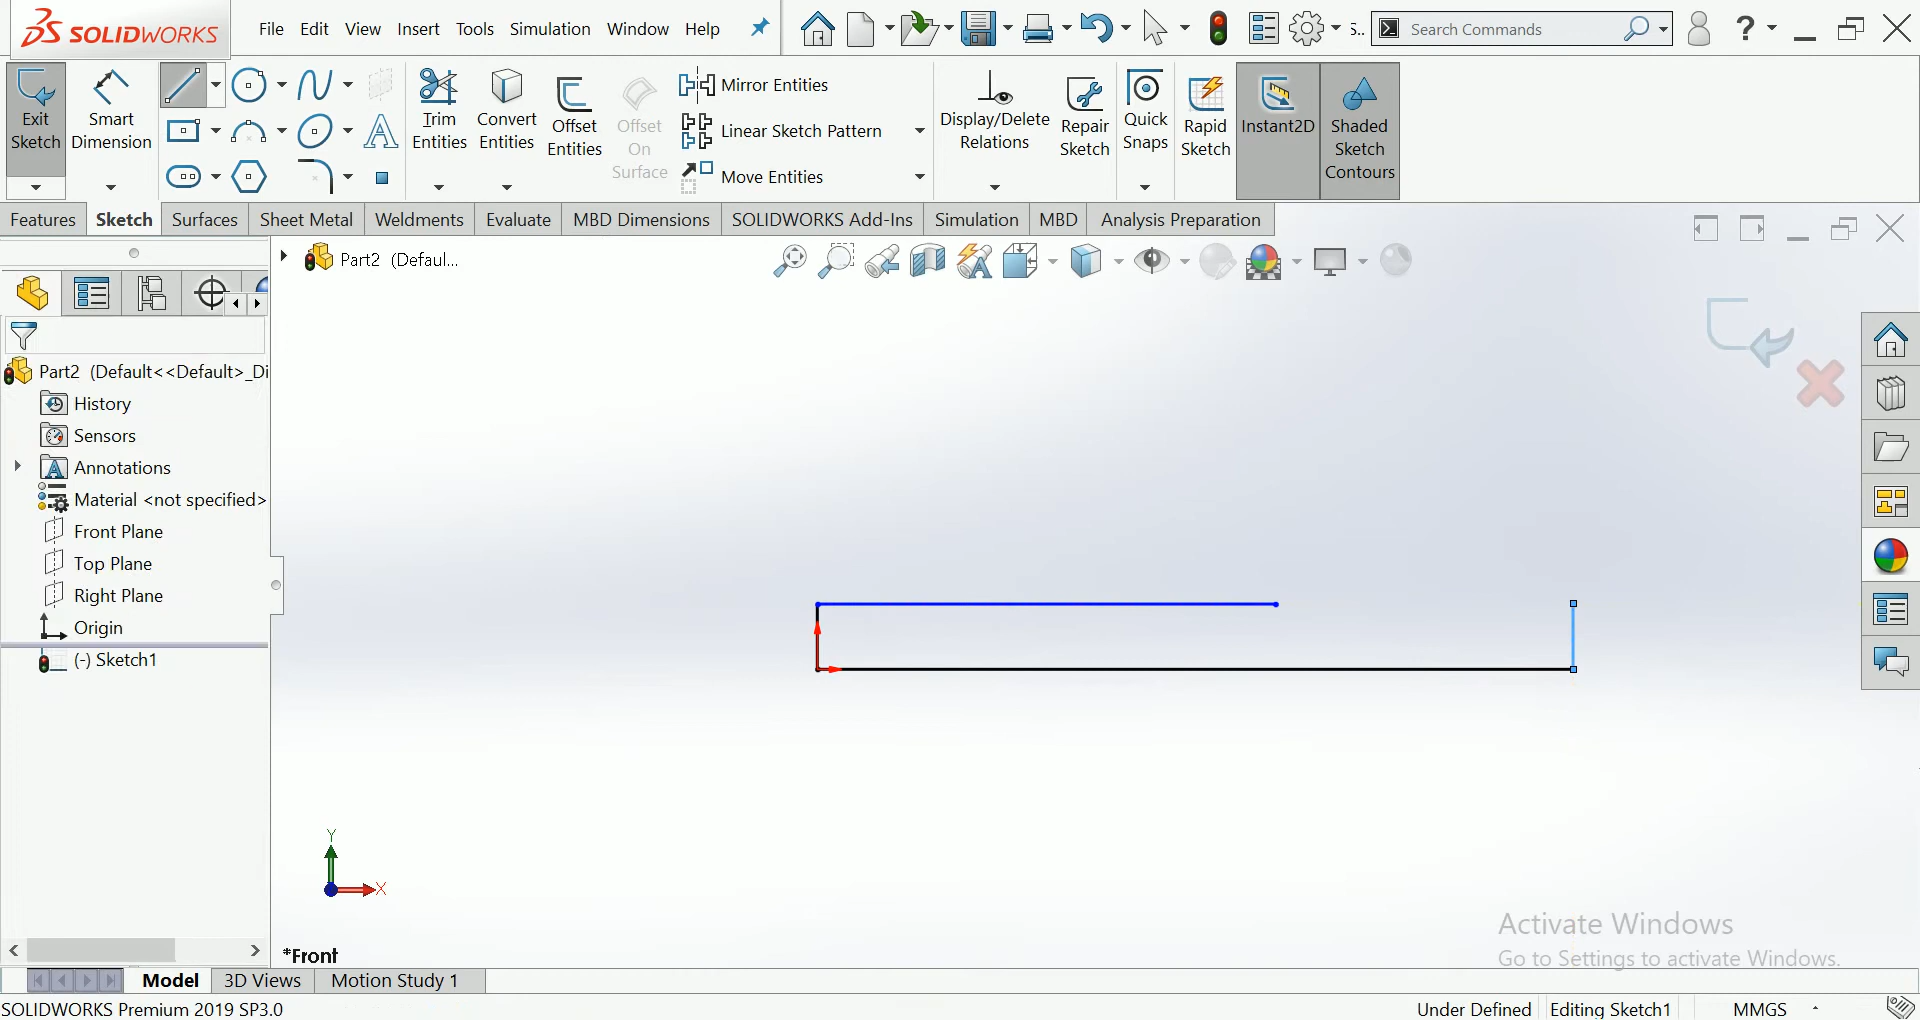 SOLIDWORKS
File Edit View Insert Tools Simulation Window Help
S..
Search Commands
?
Exit Sketch
Smart Dimension
Trim Entities
Convert Entities
Offset Entities
Offset On Surface
Mirror Entities
Linear Sketch Pattern
Move Entities
Display/Delete Relations
Repair Sketch
Quick Snaps
Rapid Sketch
Instant2D
Shaded Sketch Contours
Features Sketch Surfaces Sheet Metal Weldments Evaluate MBD Dimensions SOLIDWORKS Add-Ins Simulation MBD Analysis Preparation
Part2 (Defaul...
Part2 (Default<<Default>_Di
History
Sensors
Annotations
Material <not specified>
Front Plane
Top Plane
Right Plane
Origin
(-) Sketch1
Y
X
*Front
Activate Windows
Go to Settings to activate Windows.
Model 3D Views Motion Study 1
SOLIDWORKS Premium 2019 SP3.0
Under Defined Editing Sketch1 MMGS